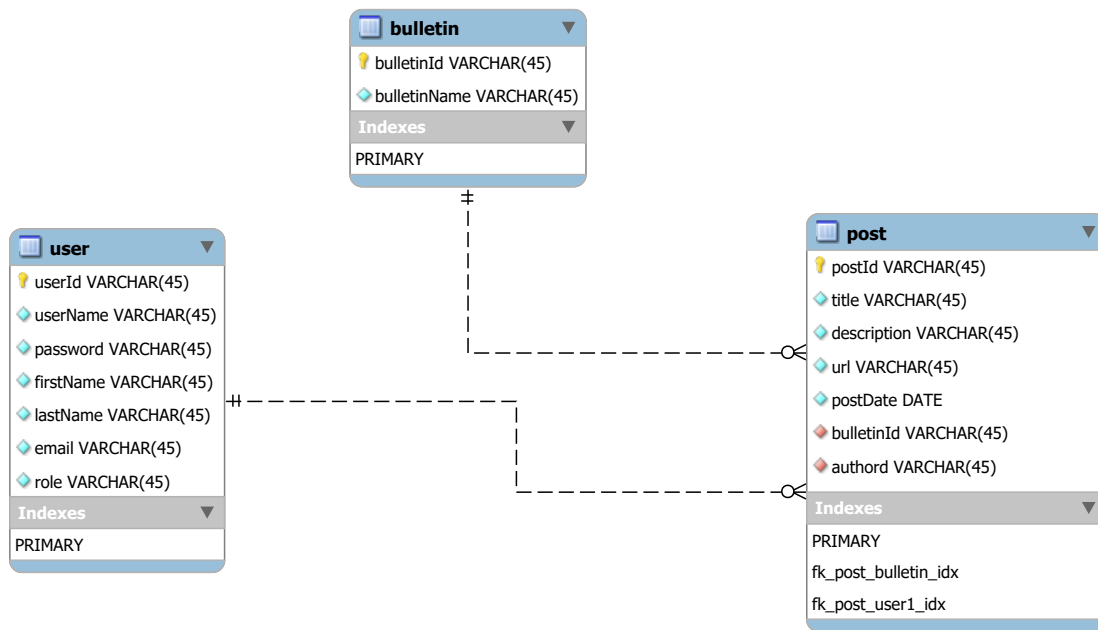 bulletin
bulletinId VARCHAR(45)
bulletinName VARCHAR(45)
Indexes
PRIMARY
user
userId VARCHAR(45)
userName VARCHAR(45)
password VARCHAR(45)
firstName VARCHAR(45)
lastName VARCHAR(45)
email VARCHAR(45)
role VARCHAR(45)
Indexes
PRIMARY
post
postId VARCHAR(45)
title VARCHAR(45)
description VARCHAR(45)
url VARCHAR(45)
postDate DATE
bulletinId VARCHAR(45)
authord VARCHAR(45)
Indexes
PRIMARY
fk_post_bulletin_idx
fk_post_user1_idx